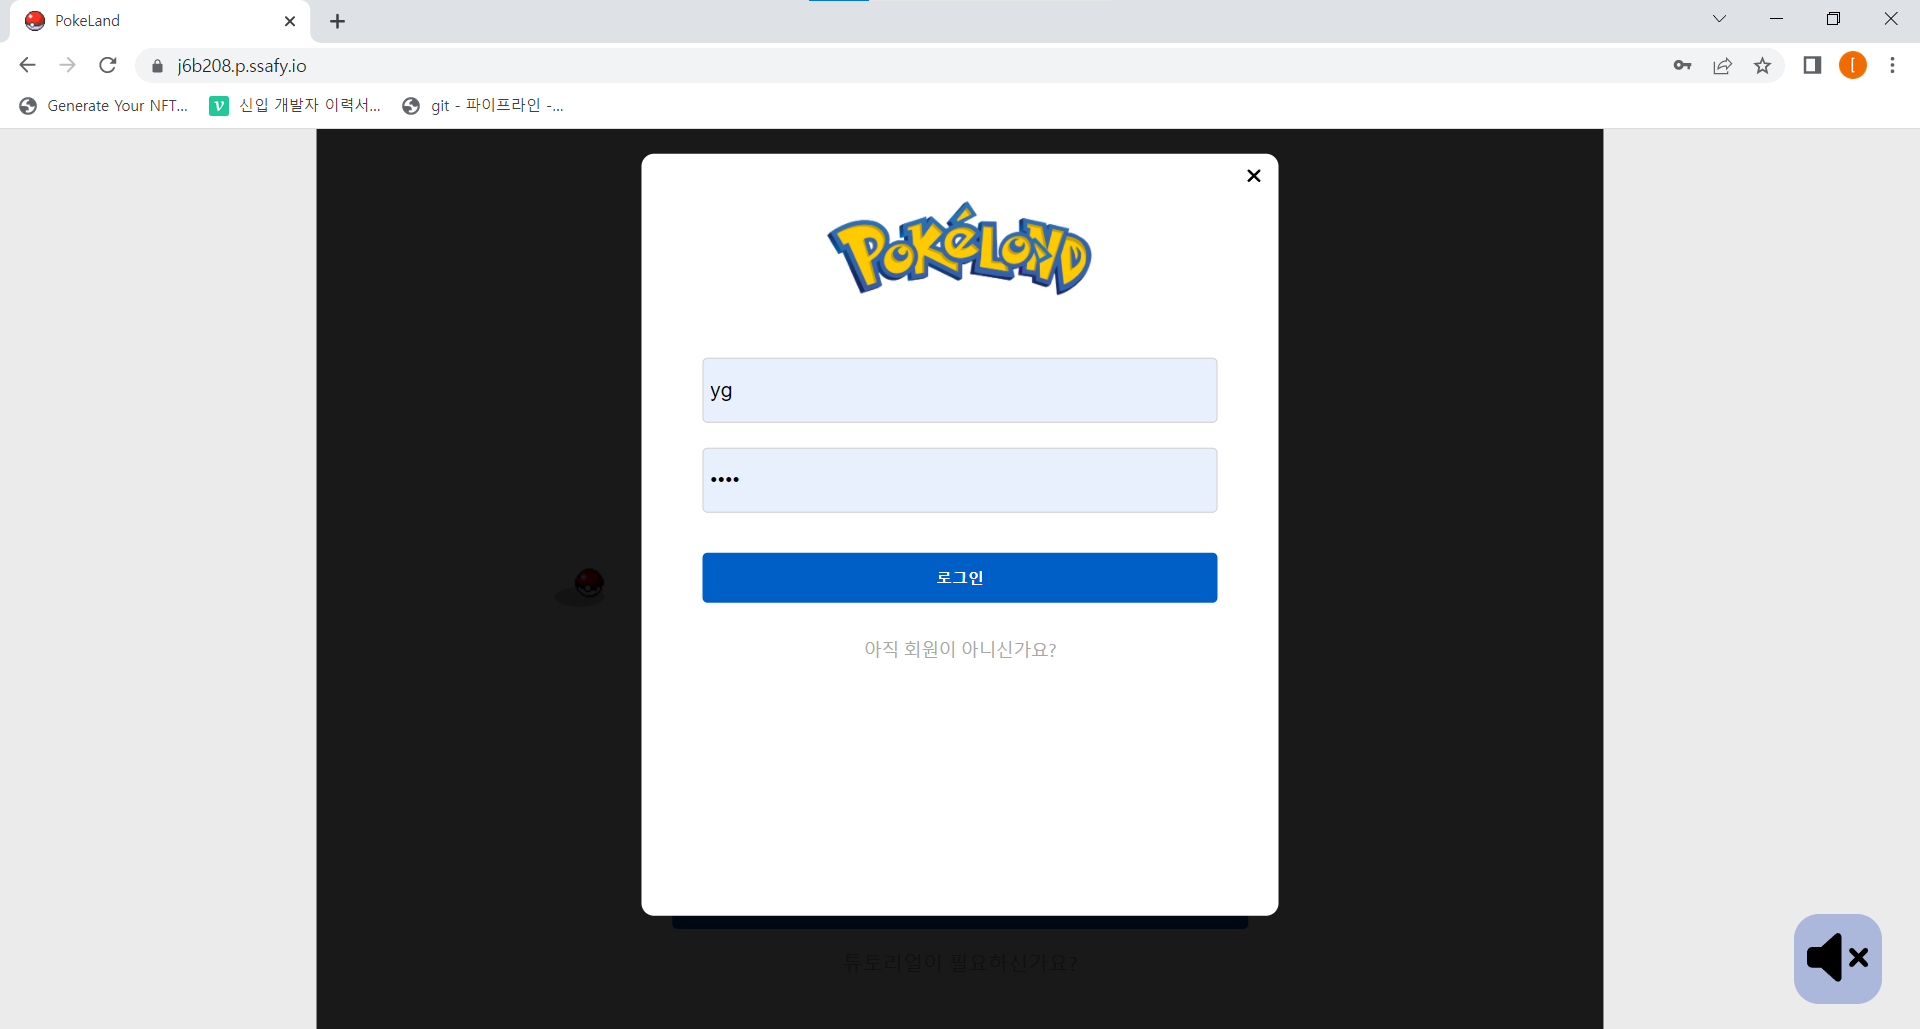 PokeLand
j6b208.p.ssafy.io
Generate Your NFT...
신입 개발자 이력서...
git - 파이프라인 -...
POKéLAND
yg
••••
로그인
아직 회원이 아니신가요?
튜토리얼이 필요하신가요?